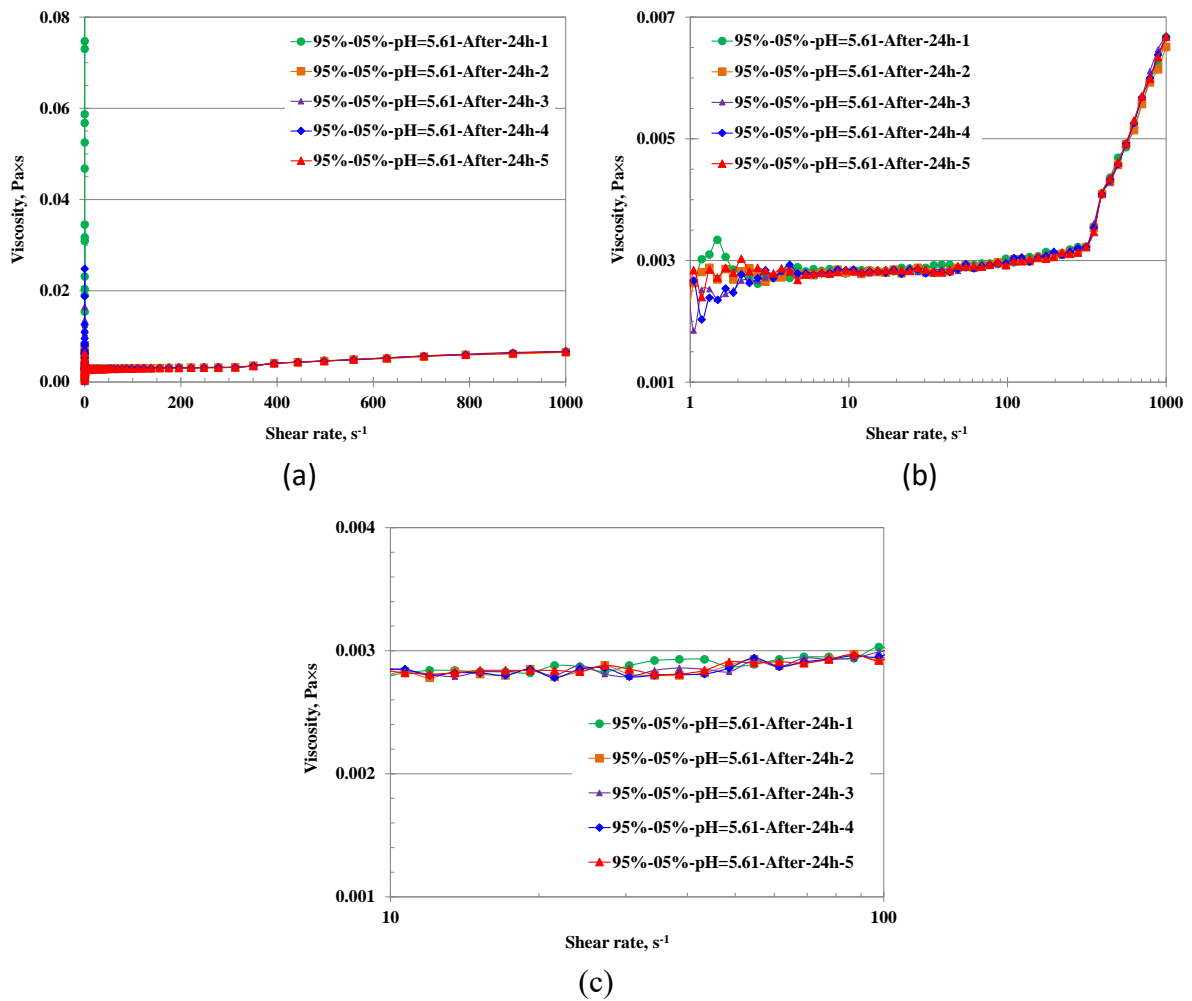 0.08
0.06
0.04
0.02
0.00
Viscosity, Pa×s
95%-05%-pH=5.61-After-24h-1
95%-05%-pH=5.61-After-24h-2
95%-05%-pH=5.61-After-24h-3
95%-05%-pH=5.61-After-24h-4
95%-05%-pH=5.61-After-24h-5
0 200 400 600 800 1000
Shear rate, s-1
(a)
0.007
0.005
0.003
0.001
Viscosity, Pa×s
95%-05%-pH=5.61-After-24h-1
95%-05%-pH=5.61-After-24h-2
95%-05%-pH=5.61-After-24h-3
95%-05%-pH=5.61-After-24h-4
95%-05%-pH=5.61-After-24h-5
1 10 100 1000
Shear rate, s-1
(b)
0.004
0.003
0.002
0.001
Viscosity, Pa×s
95%-05%-pH=5.61-After-24h-1
95%-05%-pH=5.61-After-24h-2
95%-05%-pH=5.61-After-24h-3
95%-05%-pH=5.61-After-24h-4
95%-05%-pH=5.61-After-24h-5
10 100
Shear rate, s-1
(c)